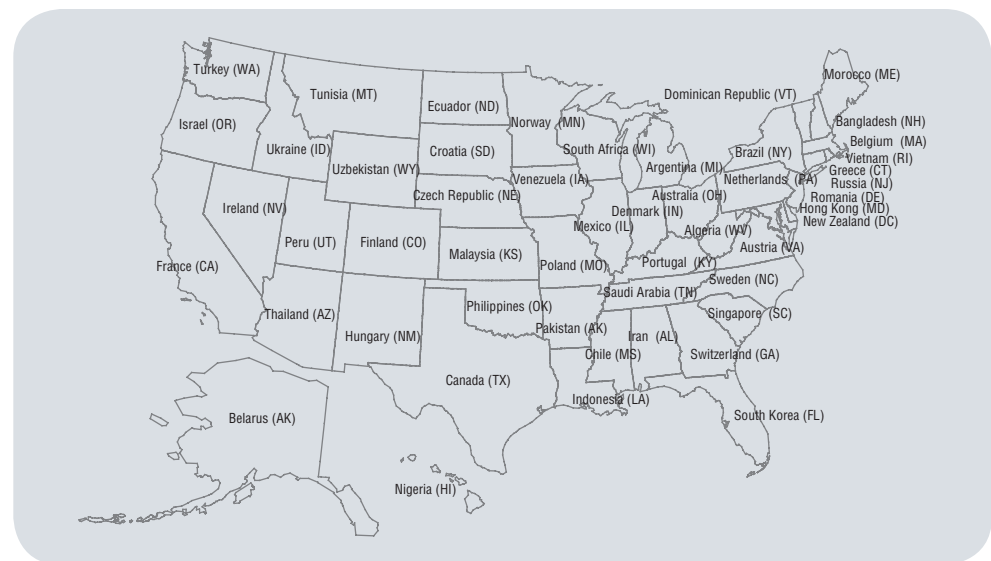 Turkey (WA)
Tunisia (MT)
Ecuador (ND)
Norway (MN)
Dominican Republic (VT)
Morocco (ME)
Israel (OR)
Ukraine (ID)
Uzbekistan (WY)
Croatia (SD)
South Africa (WI)
Argentina (MI)
Brazil (NY)
Bangladesh (NH)
Belgium (MA)
Vietnam (RI)
Greece (CT)
Russia (NJ)
Romania (DE)
Hong Kong (MD)
New Zealand (DC)
Netherlands (PA)
Venezuela (IA)
Czech Republic (NE)
Australia (OH)
Denmark (IN)
Mexico (IL)
Algeria (WV)
Austria (VA)
Ireland (NV)
Peru (UT)
Finland (CO)
Malaysia (KS)
Poland (MO)
Portugal (KY)
France (CA)
Sweden (NC)
Saudi Arabia (TN)
Thailand (AZ)
Hungary (NM)
Philippines (OK)
Pakistan (AK)
Iran (AL)
Singapore (SC)
Chile (MS)
Switzerland (GA)
Canada (TX)
Indonesia (LA)
South Korea (FL)
Belarus (AK)
Nigeria (HI)